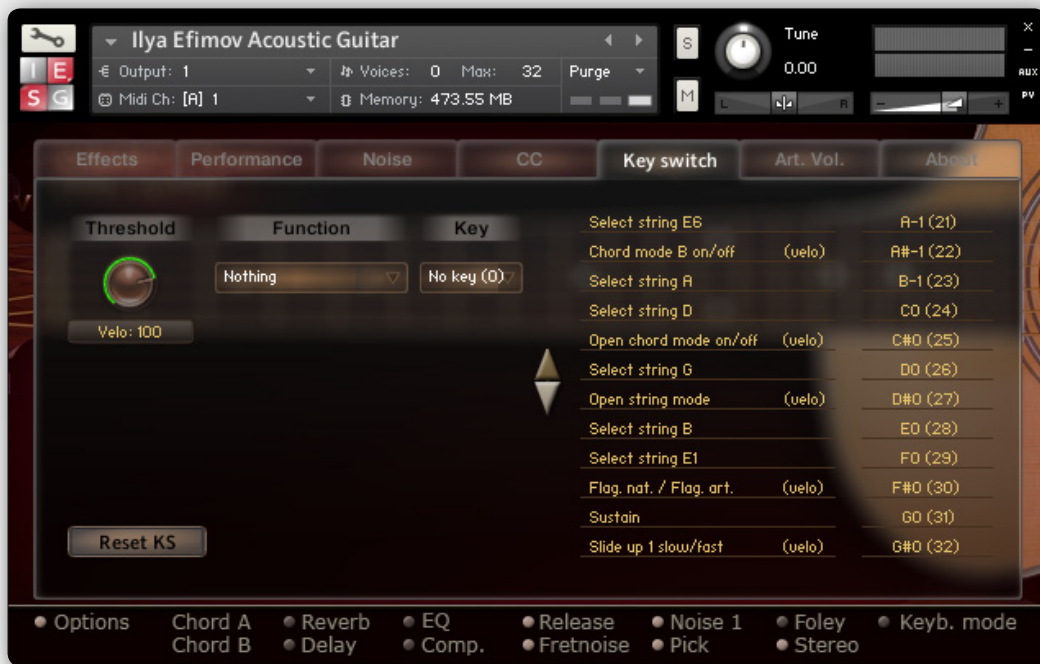 Ilya Efimov Acoustic Guitar
Output: 1 Voices: 0 Max: 32 Purge
Midi Ch: [A] 1 Memory: 473.55 MB
I E S G
S
M
Tune
0.00
L R
- +
×
−
AUX
PV
Effects Performance Noise CC Key switch Art. Vol. About
Threshold Function Key
Nothing No key (0)
Velo: 100
Reset KS
Select string E6 A-1 (21)
Chord mode B on/off (velo) A#-1 (22)
Select string A B-1 (23)
Select string D C0 (24)
Open chord mode on/off (velo) C#0 (25)
Select string G D0 (26)
Open string mode (velo) D#0 (27)
Select string B E0 (28)
Select string E1 F0 (29)
Flag. nat. / Flag. art. (velo) F#0 (30)
Sustain G0 (31)
Slide up 1 slow/fast (velo) G#0 (32)
Options Chord A Reverb EQ Release Noise 1 Foley Keyb. mode
Chord B Delay Comp. Fretnoise Pick Stereo